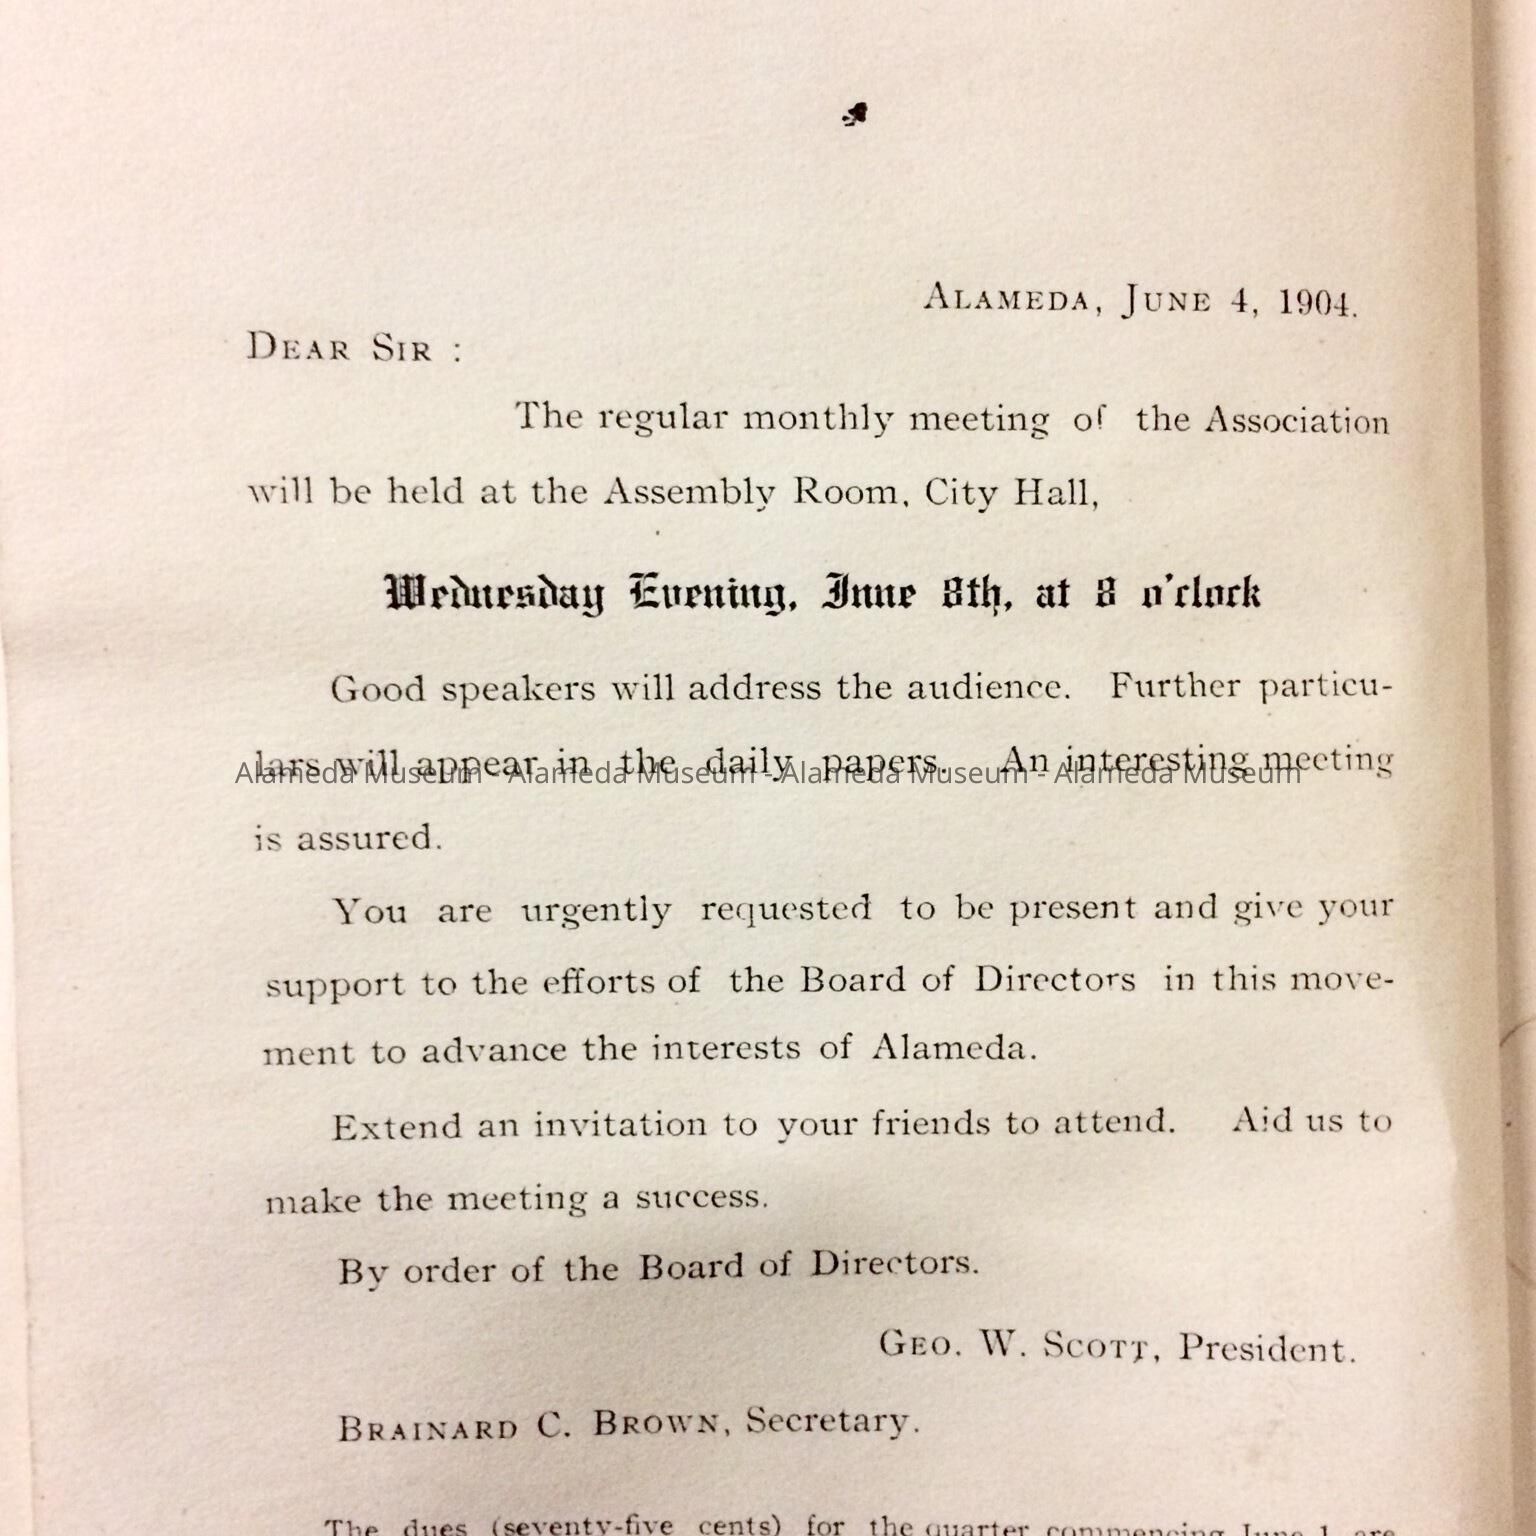 ALAMEDA, JUNE 4, 1904.
DEAR SIR :
The regular monthly meeting of the Association
will be held at the Assembly Room, City Hall,
Wednesday Evening, June 8th, at 8 o'clock
Good speakers will address the audience. Further particu-
lars will appear in the daily papers. An interesting meeting
Alameda Museum - Alameda Museum - Alameda Museum - Alameda Museum
is assured.
You are urgently requested to be present and give your
support to the efforts of the Board of Directors in this move-
ment to advance the interests of Alameda.
Extend an invitation to your friends to attend. Aid us to
make the meeting a success.
By order of the Board of Directors.
GEO. W. SCOTT, President.
BRAINARD C. BROWN, Secretary.
The dues (seventy-five cents) for the quarter commencing June 1, are